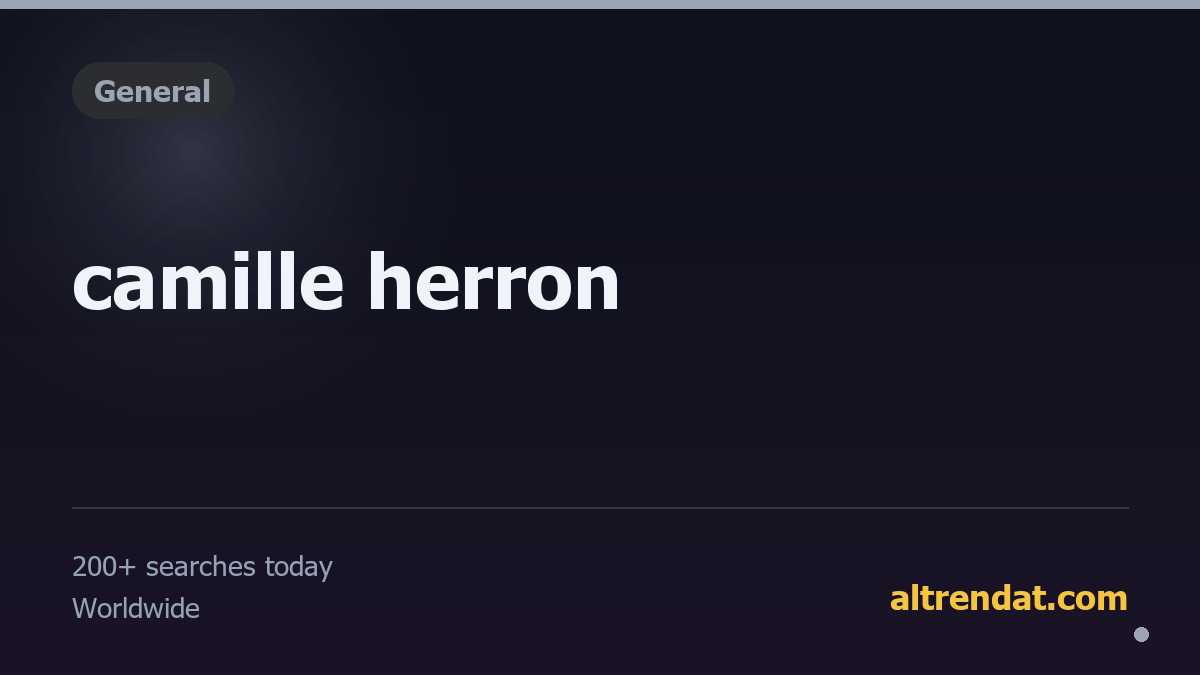 General
camille herron
200+ searches today
Worldwide
altrendat.com